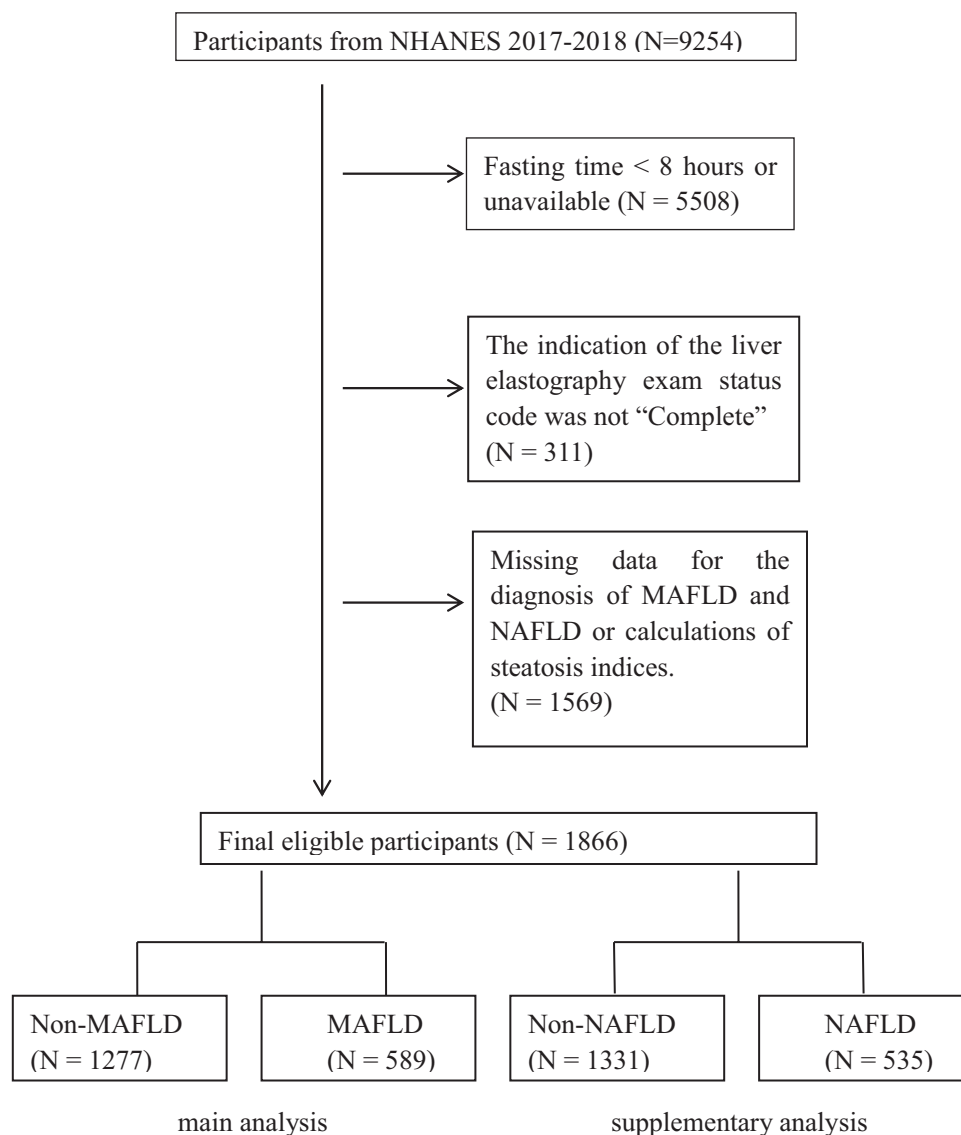 Participants from NHANES 2017-2018 (N=9254)
Fasting time < 8 hours or
unavailable (N = 5508)
The indication of the liver
elastography exam status
code was not “Complete”
(N = 311)
Missing data for the
diagnosis of MAFLD and
NAFLD or calculations of
steatosis indices.
(N = 1569)
Final eligible participants (N = 1866)
Non-MAFLD
(N = 1277)
MAFLD
(N = 589)
Non-NAFLD
(N = 1331)
NAFLD
(N = 535)
main analysis
supplementary analysis